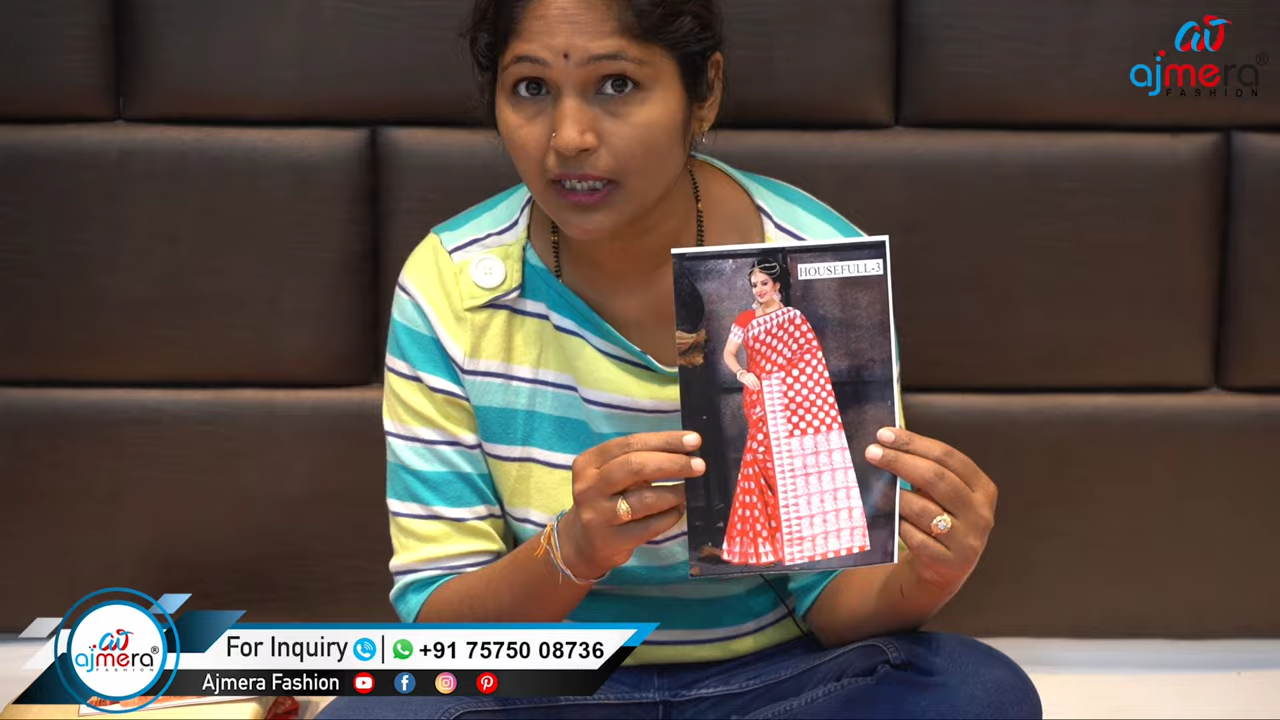 ajmera®
FASHION
HOUSEFULL-3
ajmera®
FASHION
For Inquiry | +91 75750 08736
Ajmera Fashion